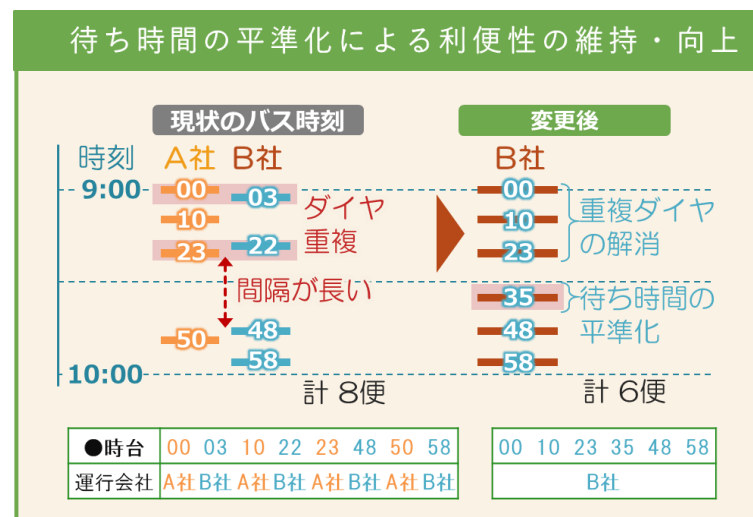 待ち時間の平準化による利便性の維持・向上
現状のバス時刻
変更後
時刻 A社 B社
B社
9:00
00
03
10
23
22
50
48
58
10:00
ダイヤ
重複
間隔が長い
計 8便
00
10
23
35
48
58
重複ダイヤ
の解消
待ち時間の
平準化
計 6便
●時台 00 03 10 22 23 48 50 58
運行会社 A社 B社 A社 B社 A社 B社 A社 B社
00 10 23 35 48 58
B社